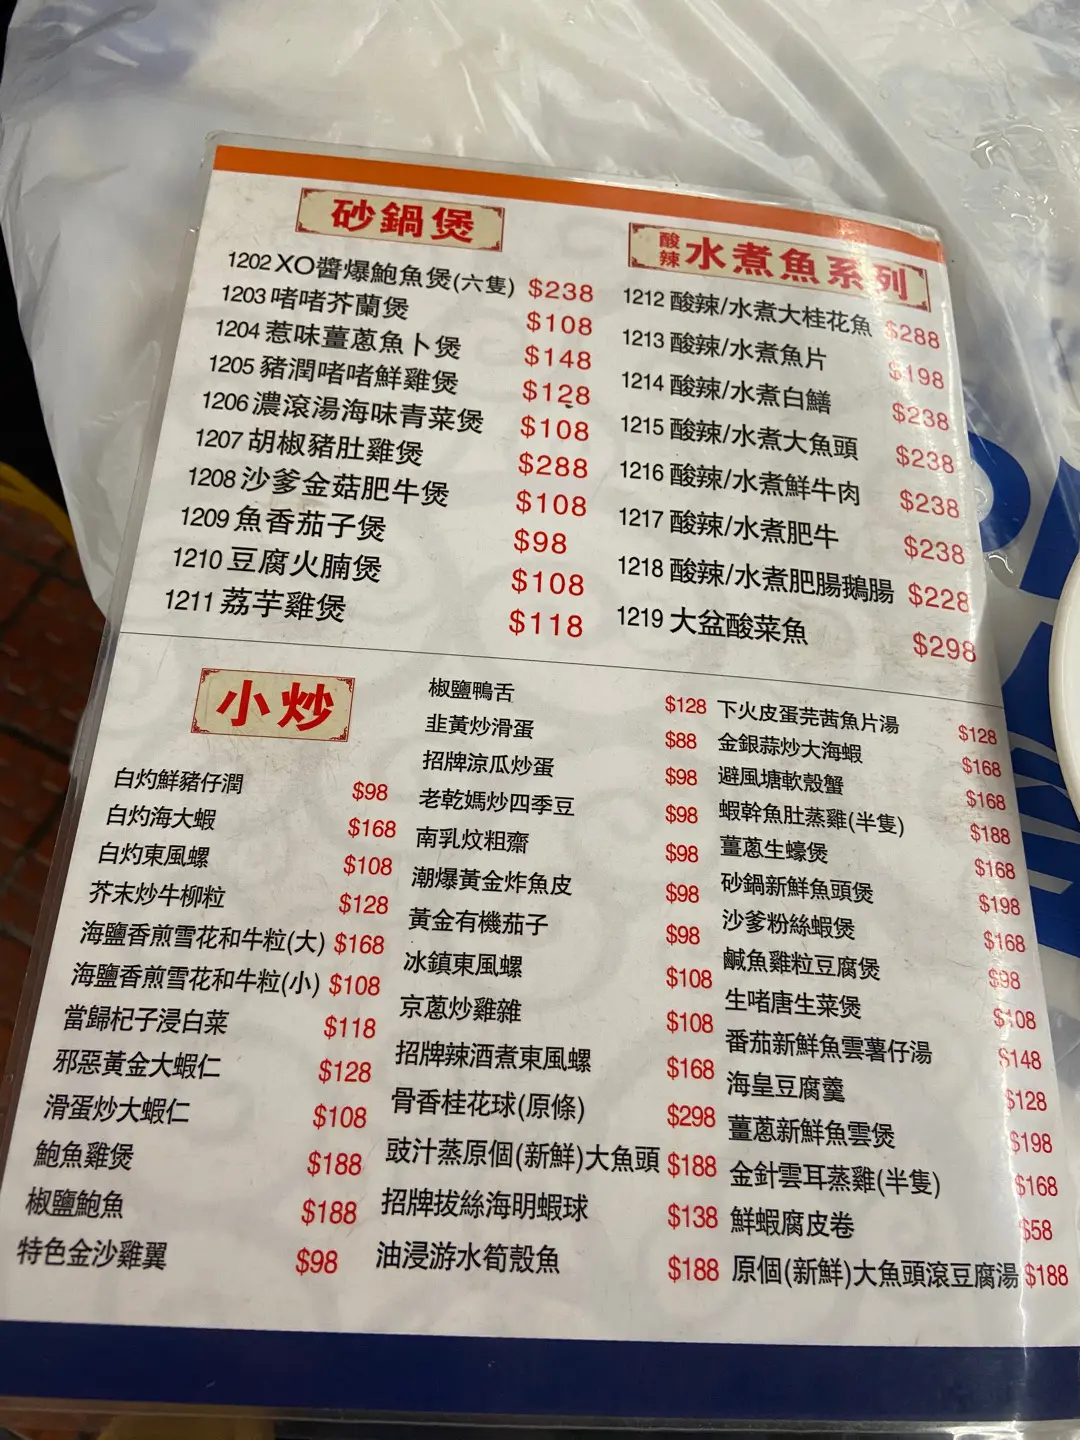 砂鍋煲
1202 XO醬爆鮑魚煲(六隻) $238
1203 啫啫芥蘭煲 $108
1204 惹味薑蔥魚卜煲 $148
1205 豬潤啫啫鮮雞煲 $128
1206 濃滾湯海味青菜煲 $108
1207 胡椒豬肚雞煲 $288
1208 沙爹金菇肥牛煲 $108
1209 魚香茄子煲 $98
1210 豆腐火腩煲 $108
1211 荔芋雞煲 $118
酸辣 水煮魚系列
1212 酸辣/水煮大桂花魚 $288
1213 酸辣/水煮魚片 $198
1214 酸辣/水煮白鱔 $238
1215 酸辣/水煮大魚頭 $238
1216 酸辣/水煮鮮牛肉 $238
1217 酸辣/水煮肥牛 $238
1218 酸辣/水煮肥腸鵝腸 $228
1219 大盆酸菜魚 $298
小炒
白灼鮮豬仔潤 $98
白灼海大蝦 $168
白灼東風螺 $108
芥末炒牛柳粒 $128
海鹽香煎雪花和牛粒(大) $168
海鹽香煎雪花和牛粒(小) $108
當歸杞子浸白菜 $118
邪惡黃金大蝦仁 $128
滑蛋炒大蝦仁 $108
鮑魚雞煲 $188
椒鹽鮑魚 $188
特色金沙雞翼 $98
椒鹽鴨舌 $128
韭黃炒滑蛋 $88
招牌涼瓜炒蛋 $98
老乾媽炒四季豆 $98
南乳炆粗齋 $98
潮爆黃金炸魚皮 $98
黃金有機茄子 $98
冰鎮東風螺 $108
京蔥炒雞雜 $108
招牌辣酒煮東風螺 $168
骨香桂花球(原條) $298
豉汁蒸原個(新鮮)大魚頭 $188
招牌拔絲海明蝦球 $138
油浸游水筍殼魚 $188
下火皮蛋芫茜魚片湯 $128
金銀蒜炒大海蝦 $168
避風塘軟殼蟹 $168
蝦幹魚肚蒸雞(半隻) $188
薑蔥生蠔煲 $168
砂鍋新鮮魚頭煲 $198
沙爹粉絲蝦煲 $168
鹹魚雞粒豆腐煲 $98
生啫唐生菜煲 $108
番茄新鮮魚雲薯仔湯 $148
海皇豆腐羹 $128
薑蔥新鮮魚雲煲 $198
金針雲耳蒸雞(半隻) $168
鮮蝦腐皮卷 $58
原個(新鮮)大魚頭滾豆腐湯 $188